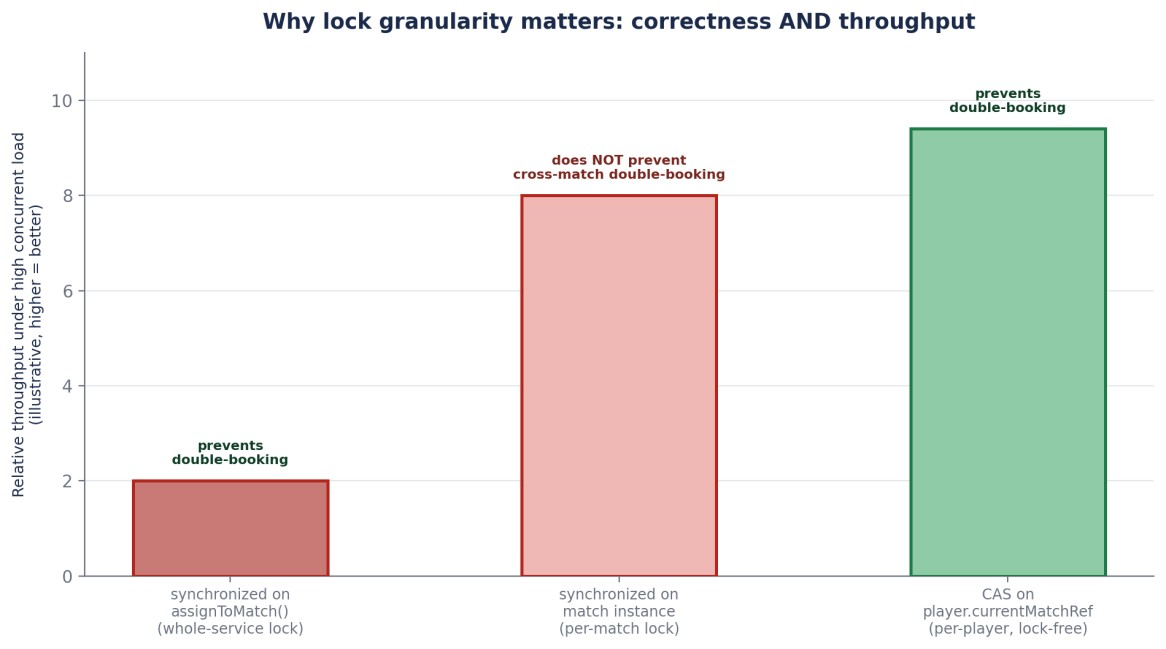 Why lock granularity matters: correctness AND throughput
Relative throughput under high concurrent load
(illustrative, higher = better)
10
8
6
4
2
0
prevents
double-booking
does NOT prevent
cross-match double-booking
prevents
double-booking
synchronized on
assignToMatch()
(whole-service lock)
synchronized on
match instance
(per-match lock)
CAS on
player.currentMatchRef
(per-player, lock-free)